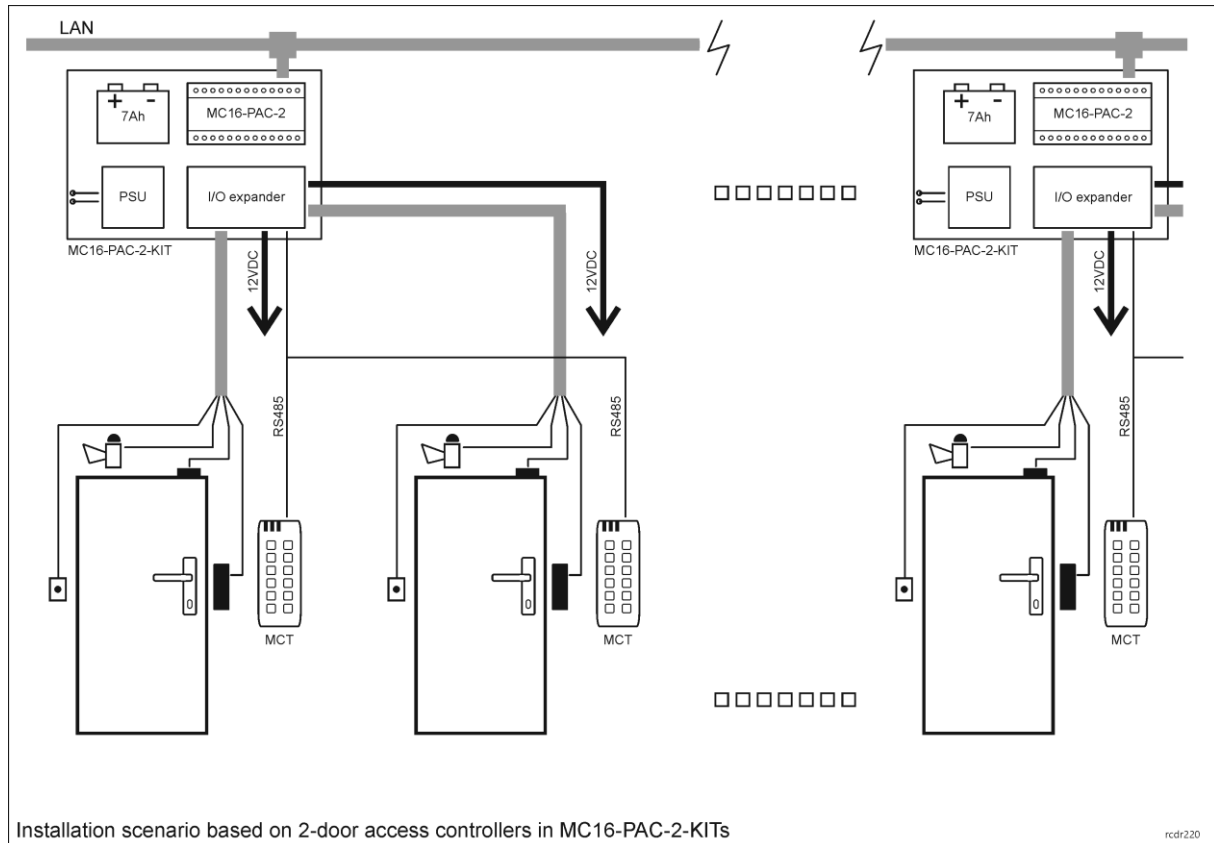 LAN
+ -
7Ah
MC16-PAC-2
PSU
I/O expander
MC16-PAC-2-KIT
12VDC
12VDC
RS485
RS485
MCT
MCT
+ -
7Ah
MC16-PAC-2
PSU
I/O expander
MC16-PAC-2-KIT
12VDC
RS485
MCT
Installation scenario based on 2-door access controllers in MC16-PAC-2-KITs
rcdr220